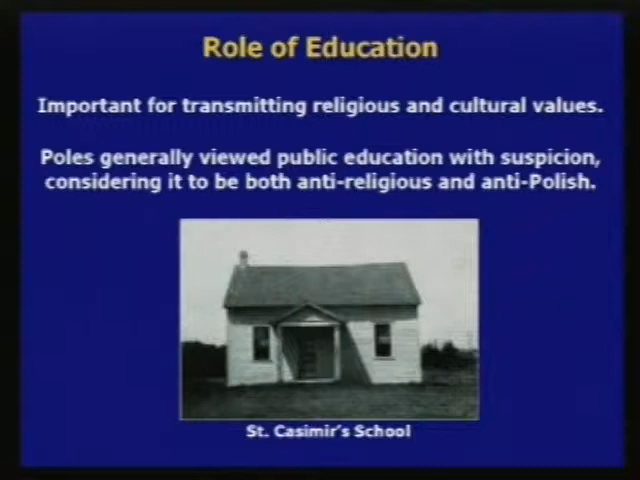 Role of Education
Important for transmitting religious and cultural values.
Poles generally viewed public education with suspicion,
considering it to be both anti-religious and anti-Polish.
St. Casimir's School